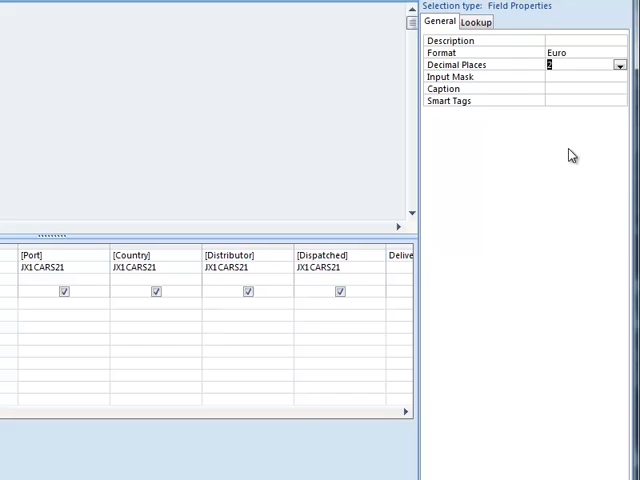 Selection type: Field Properties
General Lookup
Description
Format Euro
Decimal Places 2
Input Mask
Caption
Smart Tags
[Port] [Country] [Distributor] [Dispatched] Delive
JX1CARS21 JX1CARS21 JX1CARS21 JX1CARS21